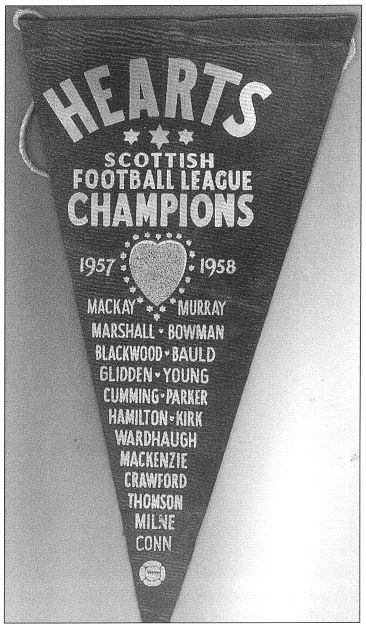 HEARTS
SCOTTISH
FOOTBALL LEAGUE
CHAMPIONS
1957 1958
MACKAY MURRAY
MARSHALL • BOWMAN
BLACKWOOD • BAULD
GLIDDEN • YOUNG
CUMMING • PARKER
HAMILTON • KIRK
WARDHAUGH
MACKENZIE
CRAWFORD
THOMSON
MILNE
CONN